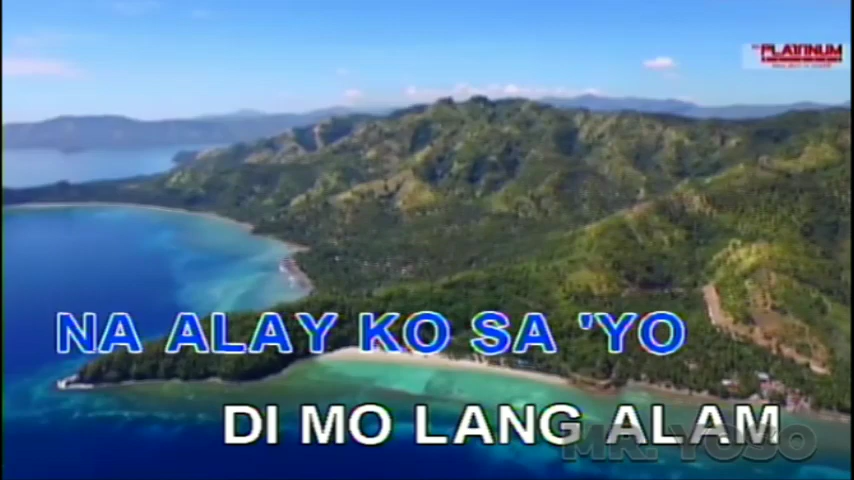 PLATINUM
NA ALAY KO SA 'YO
DI MO LANG ALAM
MR. YOSO